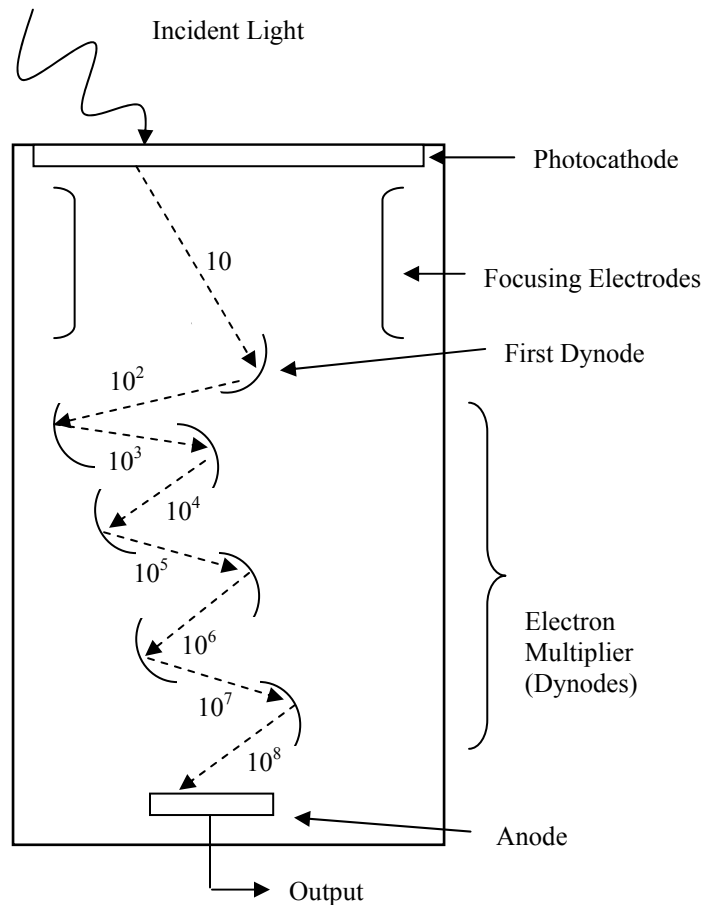 Incident Light
Photocathode
10
Focusing Electrodes
First Dynode
10²
10³
10⁴
10⁵
Electron
Multiplier
(Dynodes)
10⁶
10⁷
10⁸
Anode
Output